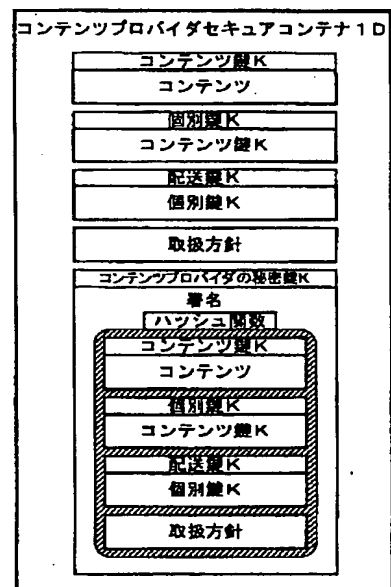 コンテンツプロバイダセキュアコンテナ1D
コンテンツ鍵K
コンテンツ
個別鍵K
コンテンツ鍵K
配送鍵K
個別鍵K
取扱方針
コンテンツプロバイダの秘密鍵K
署名
ハッシュ関数
コンテンツ鍵K
コンテンツ
個別鍵K
コンテンツ鍵K
配送鍵K
個別鍵K
取扱方針